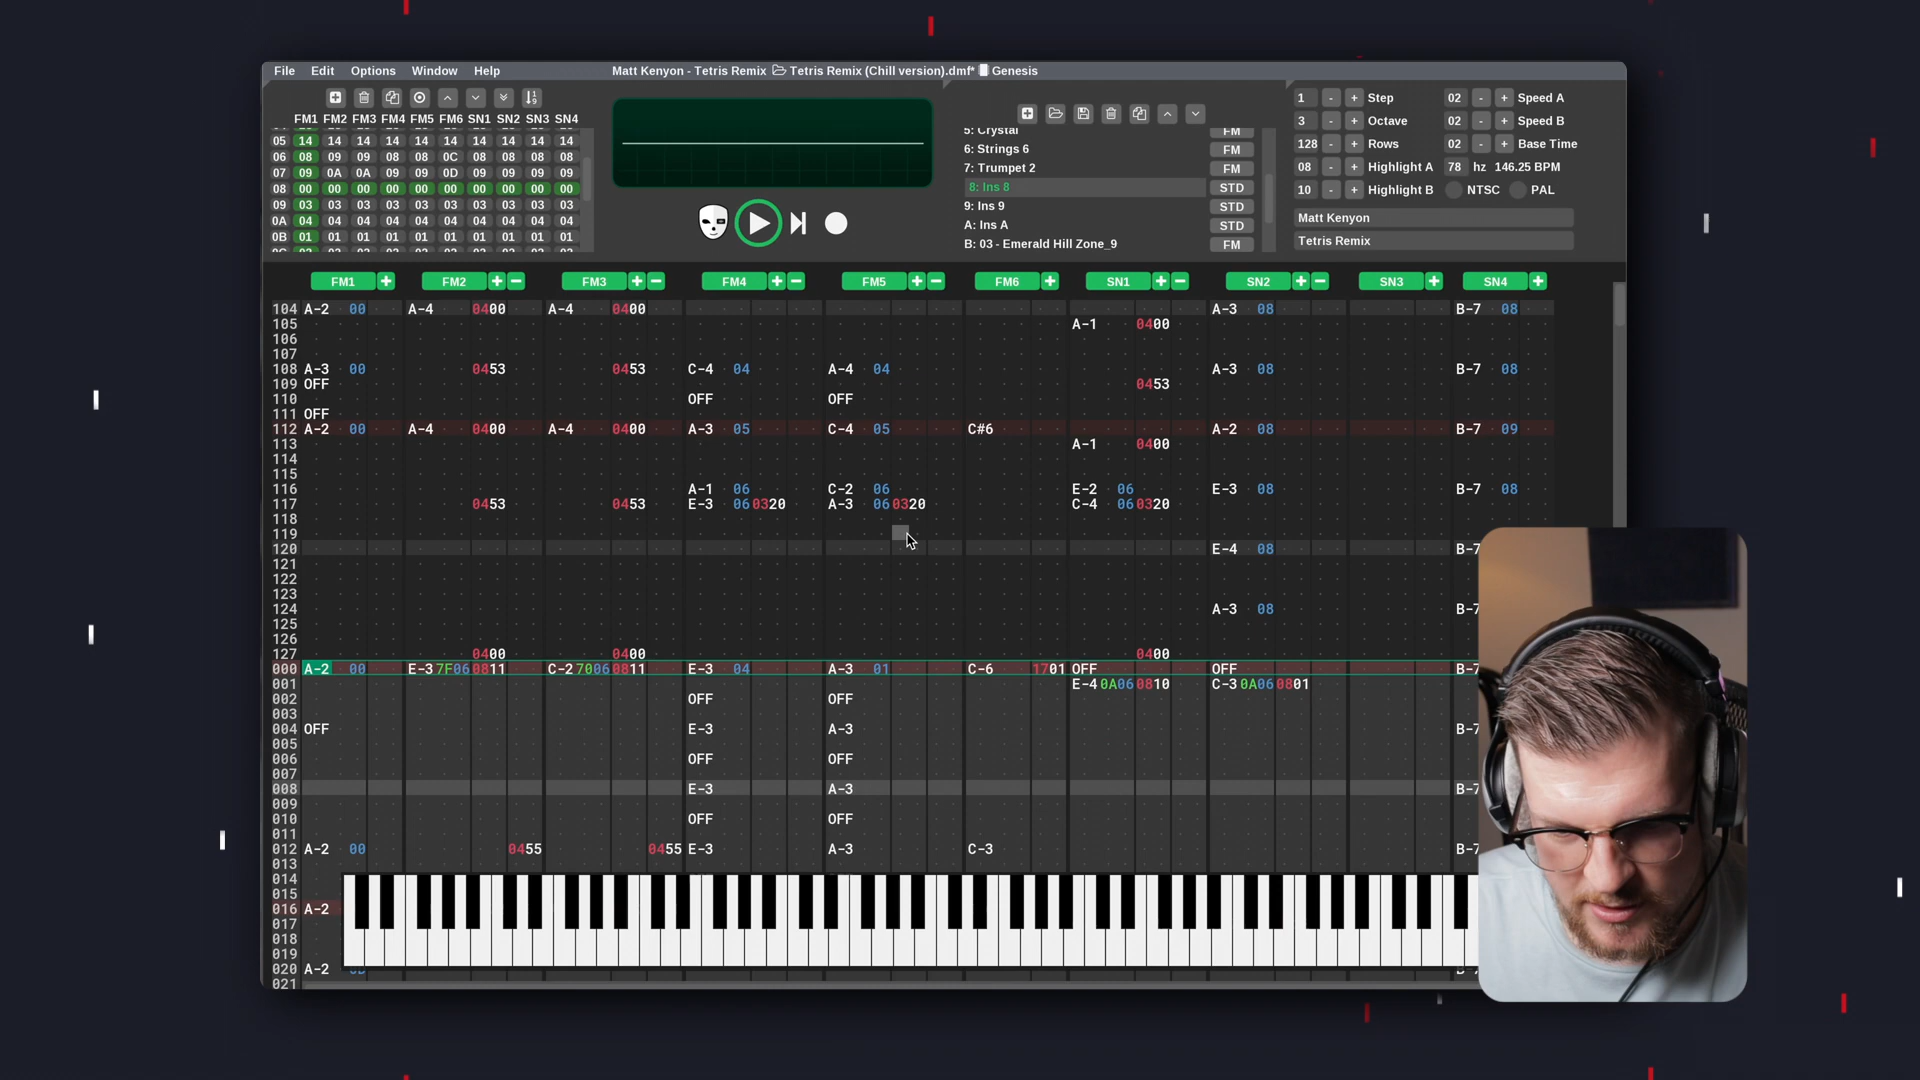 File Edit Options Window Help Matt Kenyon - Tetris Remix Tetris Remix (Chill version).dmf* Genesis
FM1 FM2 FM3 FM4 FM5 FM6 SN1 SN2 SN3 SN4
05 14 14 14 14 14 14 14 14 14 14
06 08 09 09 08 08 0C 08 08 08 08
07 09 0A 0A 09 09 0D 09 09 09 09
08 00 00 00 00 00 00 00 00 00 00
09 03 03 03 03 03 03 03 03 03 03
0A 04 04 04 04 04 04 04 04 04 04
0B 01 01 01 01 01 01 01 01 01 01
5: Crystal FM
6: Strings 6 FM
7: Trumpet 2 FM
8: Ins 8 STD
9: Ins 9 STD
A: Ins A STD
B: 03 - Emerald Hill Zone_9 FM
1 - + Step 02 - + Speed A
3 - + Octave 02 - + Speed B
128 - + Rows 02 - + Base Time
08 - + Highlight A 78 hz 146.25 BPM
10 - + Highlight B NTSC PAL
Matt Kenyon
Tetris Remix
FM1 + FM2 + - FM3 + - FM4 + - FM5 + - FM6 + SN1 + - SN2 + - SN3 + SN4 +
104 A-2 00 A-4 0400 A-4 0400 A-3 08 B-7 08
105 A-1 0400
106
107
108 A-3 00 0453 0453 C-4 04 A-4 04 A-3 08 B-7 08
109 OFF 0453
110 OFF OFF
111 OFF
112 A-2 00 A-4 0400 A-4 0400 A-3 05 C-4 05 C#6 A-2 08 B-7 09
113 A-1 0400
114
115
116 A-1 06 C-2 06 E-2 06 E-3 08 B-7 08
117 0453 0453 E-3 06 0320 A-3 06 0320 C-4 06 0320
118
119
120 E-4 08 B-7
121
122
123
124 A-3 08 B-7
125
126
127 0400 0400 0400
000 A-2 00 E-3 7F 06 0811 C-2 70 06 0811 E-3 04 A-3 01 C-6 1701 OFF OFF B-7
001 E-4 0A 06 0810 C-3 0A 06 0801
002 OFF OFF
003
004 OFF E-3 A-3 B-7
005
006 OFF OFF
007
008 E-3 A-3 B-7
009
010 OFF OFF
011
012 A-2 00 0455 0455 E-3 A-3 C-3 B-7
013
014
015
016 A-2
017
018
019
020 A-2
021